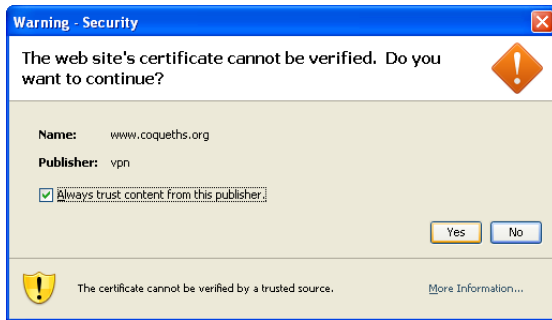 Warning - Security
The web site's certificate cannot be verified. Do you
want to continue?
Name: www.coqueths.org
Publisher: vpn
Always trust content from this publisher.
Yes No
The certificate cannot be verified by a trusted source. More Information...